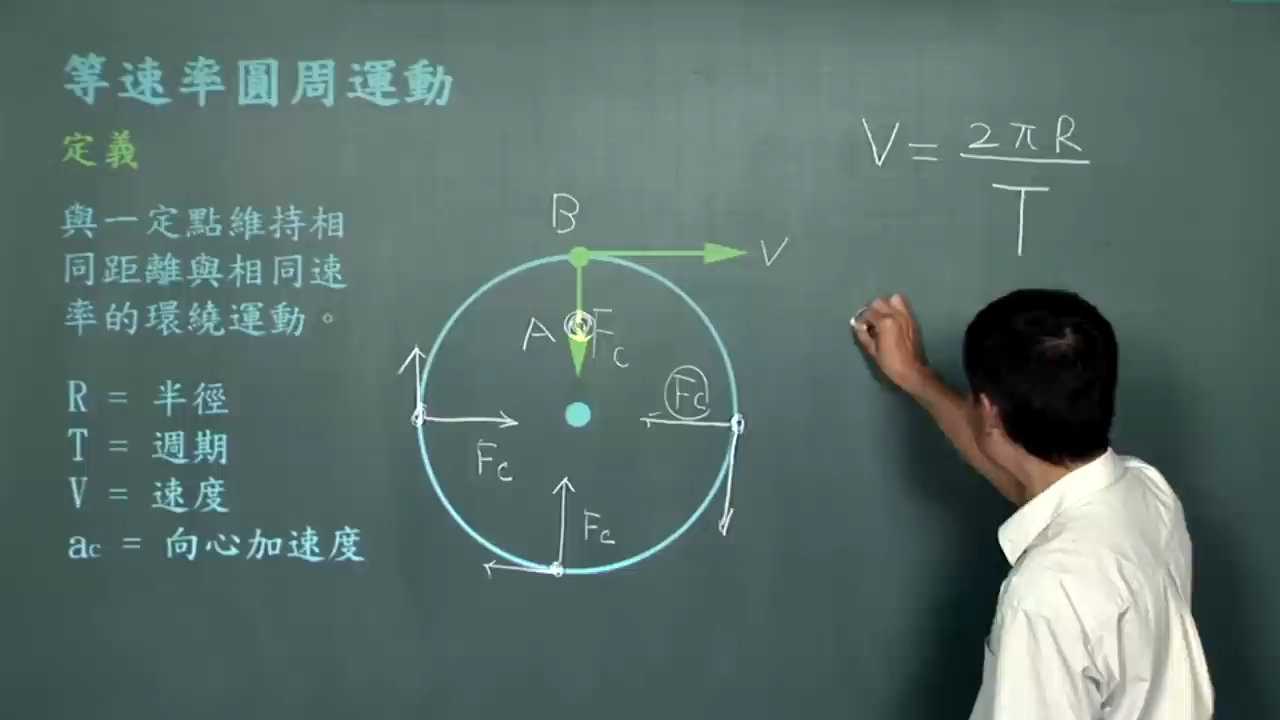 等速率圓周運動
定義
與一定點維持相
同距離與相同速
率的環繞運動。
R = 半徑
T = 週期
V = 速度
ac = 向心加速度
B
V
A
Fc
Fc
Fc
Fc
V = 2πR
T